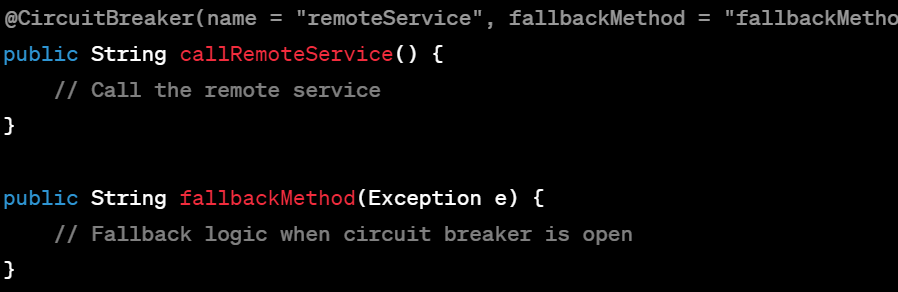 @CircuitBreaker(name = "remoteService", fallbackMethod = "fallbackMetho
public String callRemoteService() {
    // Call the remote service
}

public String fallbackMethod(Exception e) {
    // Fallback logic when circuit breaker is open
}